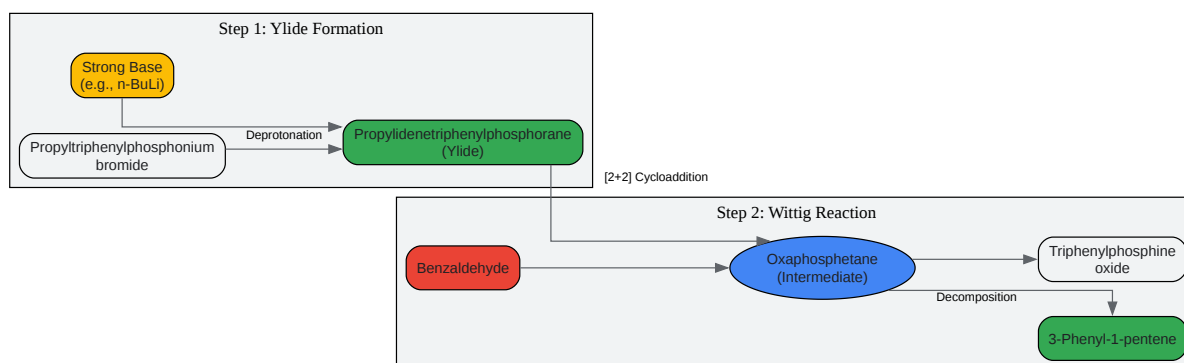 Step 1: Ylide Formation
Strong Base
(e.g., n-BuLi)
Deprotonation
Propyltriphenylphosphonium
bromide
Propylidenetriphenylphosphorane
(Ylide)
[2+2] Cycloaddition
Step 2: Wittig Reaction
Benzaldehyde
Oxaphosphetane
(Intermediate)
Triphenylphosphine
oxide
Decomposition
3-Phenyl-1-pentene